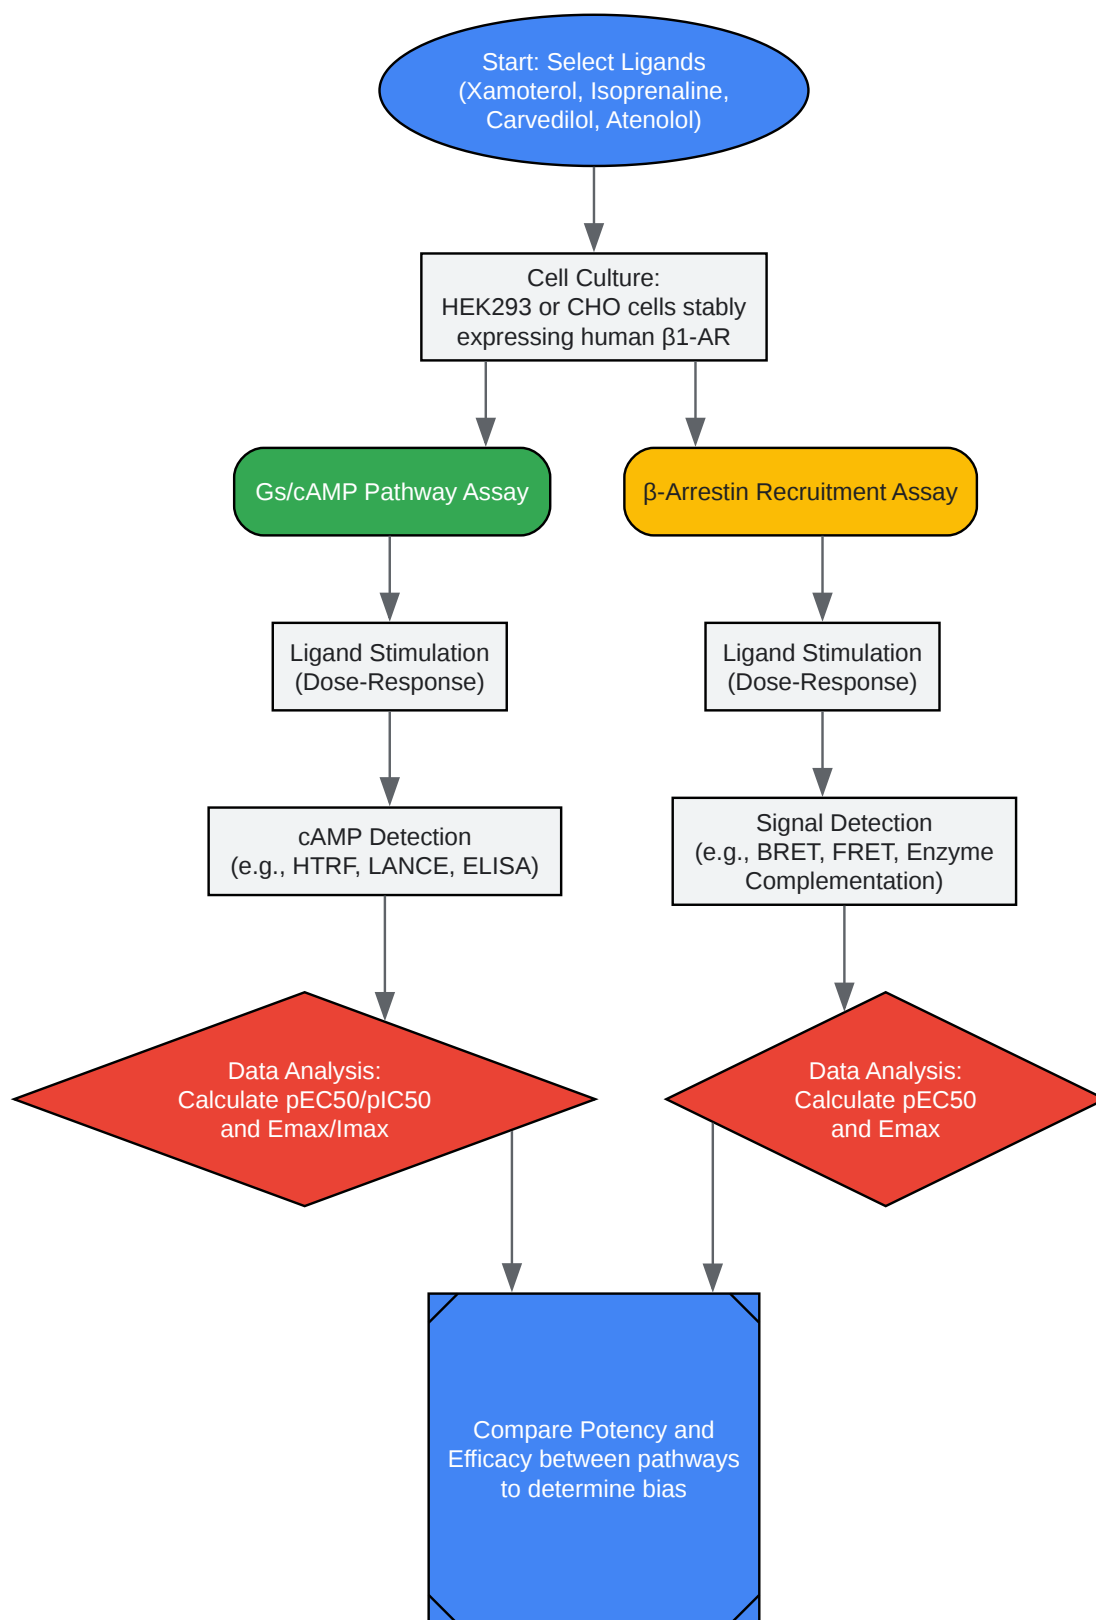 Start: Select Ligands
(Xamoterol, Isoprenaline,
Carvedilol, Atenolol)
Cell Culture:
HEK293 or CHO cells stably
expressing human β1-AR
Gs/cAMP Pathway Assay
β-Arrestin Recruitment Assay
Ligand Stimulation
(Dose-Response)
Ligand Stimulation
(Dose-Response)
cAMP Detection
(e.g., HTRF, LANCE, ELISA)
Signal Detection
(e.g., BRET, FRET, Enzyme
Complementation)
Data Analysis:
Calculate pEC50/pIC50
and Emax/Imax
Data Analysis:
Calculate pEC50
and Emax
Compare Potency and
Efficacy between pathways
to determine bias